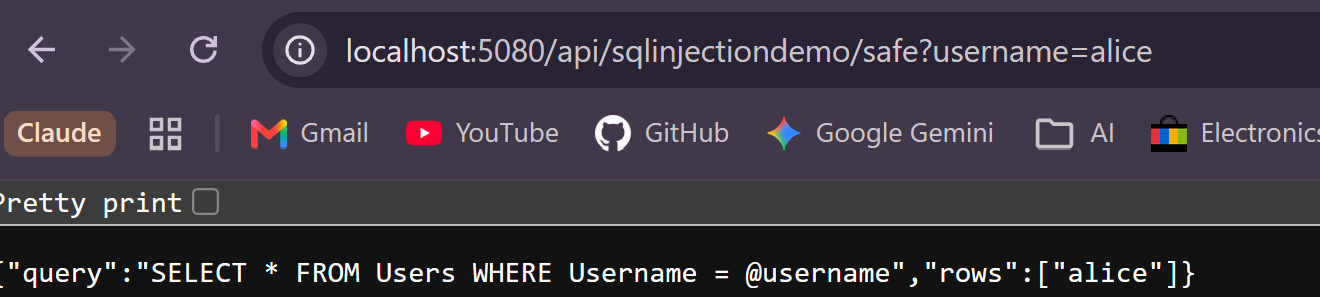 localhost:5080/api/sqlinjectiondemo/safe?username=alice
Claude Gmail YouTube GitHub Google Gemini AI Electronics
Pretty print
{"query":"SELECT * FROM Users WHERE Username = @username","rows":["alice"]}